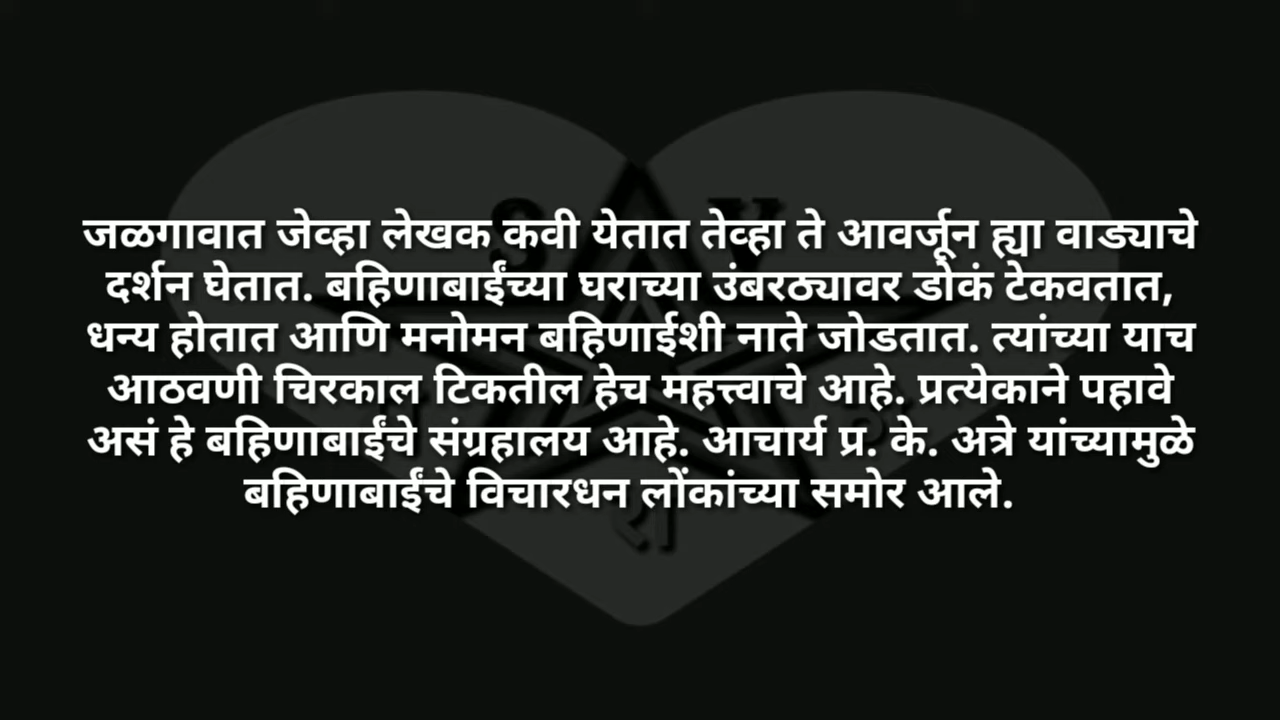 जळगावात जेव्हा लेखक कवी येतात तेव्हा ते आवर्जून ह्या वाड्याचे
दर्शन घेतात. बहिणाबाईंच्या घराच्या उंबरठ्यावर डोकं टेकवतात,
धन्य होतात आणि मनोमन बहिणाईशी नाते जोडतात. त्यांच्या याच
आठवणी चिरकाल टिकतील हेच महत्त्वाचे आहे. प्रत्येकाने पहावे
असं हे बहिणाबाईंचे संग्रहालय आहे. आचार्य प्र. के. अत्रे यांच्यामुळे
बहिणाबाईंचे विचारधन लोंकांच्या समोर आले.